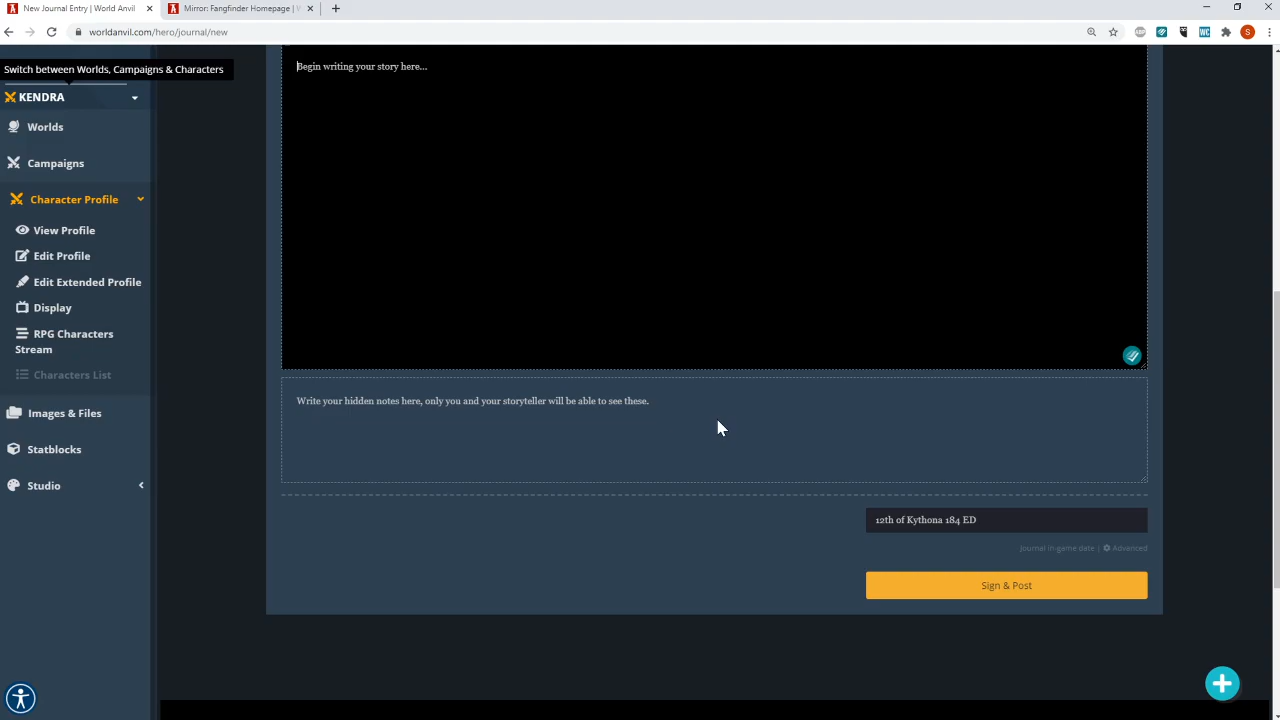 New Journal Entry | World Anvil
Mirror: Fangfinder Homepage | W
worldanvil.com/hero/journal/new
ABP
WC
S
Switch between Worlds, Campaigns & Characters
KENDRA
Worlds
Campaigns
Character Profile
View Profile
Edit Profile
Edit Extended Profile
Display
RPG Characters
Stream
Characters List
Images & Files
Statblocks
Studio
Begin writing your story here...
Write your hidden notes here, only you and your storyteller will be able to see these.
12th of Kythona 184 ED
Journal in game date | Advanced
Sign & Post